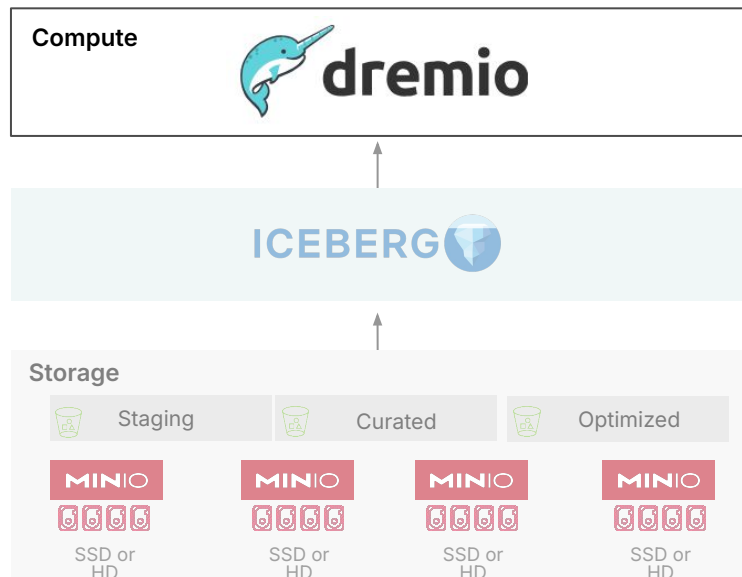 Compute
dremio
ICEBERG
Storage
Staging
Curated
Optimized
MINIO
MINIO
MINIO
MINIO
SSD or
HD
SSD or
HD
SSD or
HD
SSD or
HD